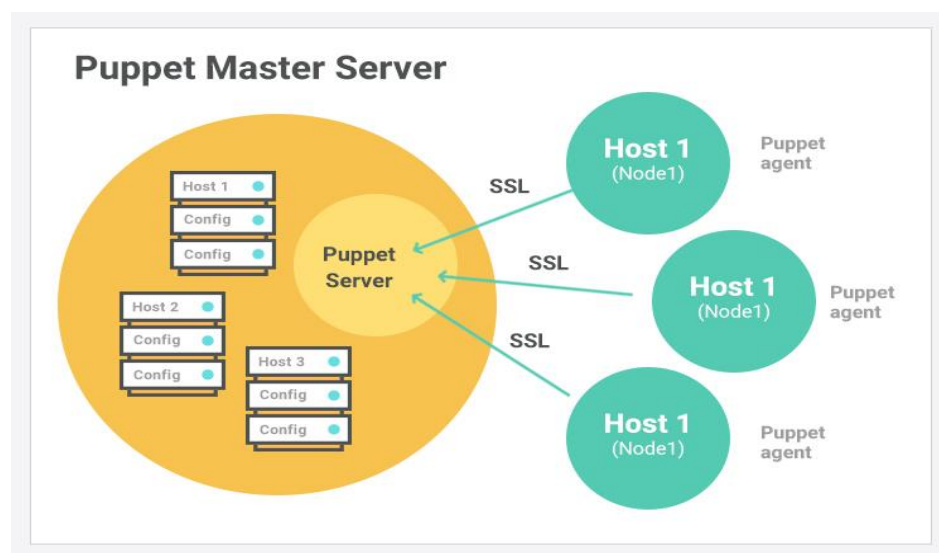 Puppet Master Server
Host 1
Config
Config
Host 2
Config
Config
Host 3
Config
Config
Puppet
Server
SSL
SSL
SSL
Host 1
(Node1)
Puppet
agent
Host 1
(Node1)
Puppet
agent
Host 1
(Node1)
Puppet
agent